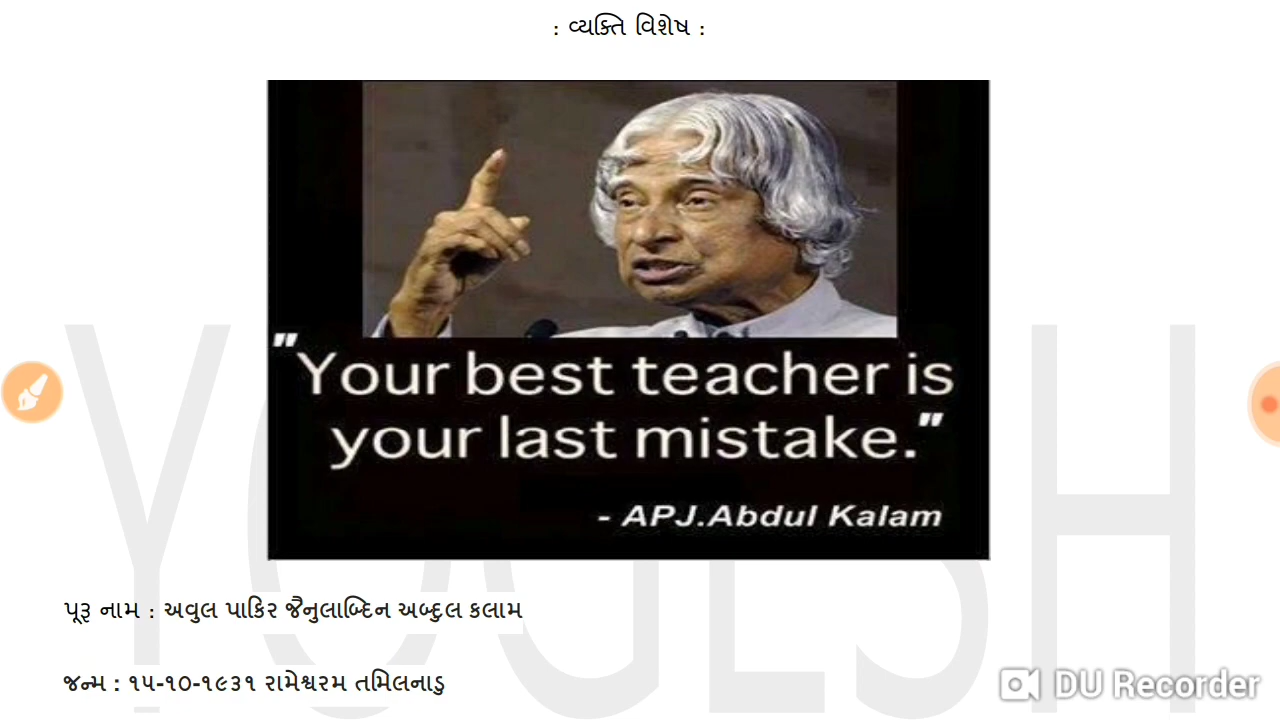 : વ્યક્તિ વિશેષ :
"Your best teacher is
your last mistake."
- APJ.Abdul Kalam
પૂરૂ નામ : અવુલ પાકિર જૈનુલાબ્દિન અબ્દુલ કલામ
જન્મ : ૧૫-૧૦-૧૯૩૧ રામેશ્વરમ તમિલનાડુ
YOGESH
DU Recorder